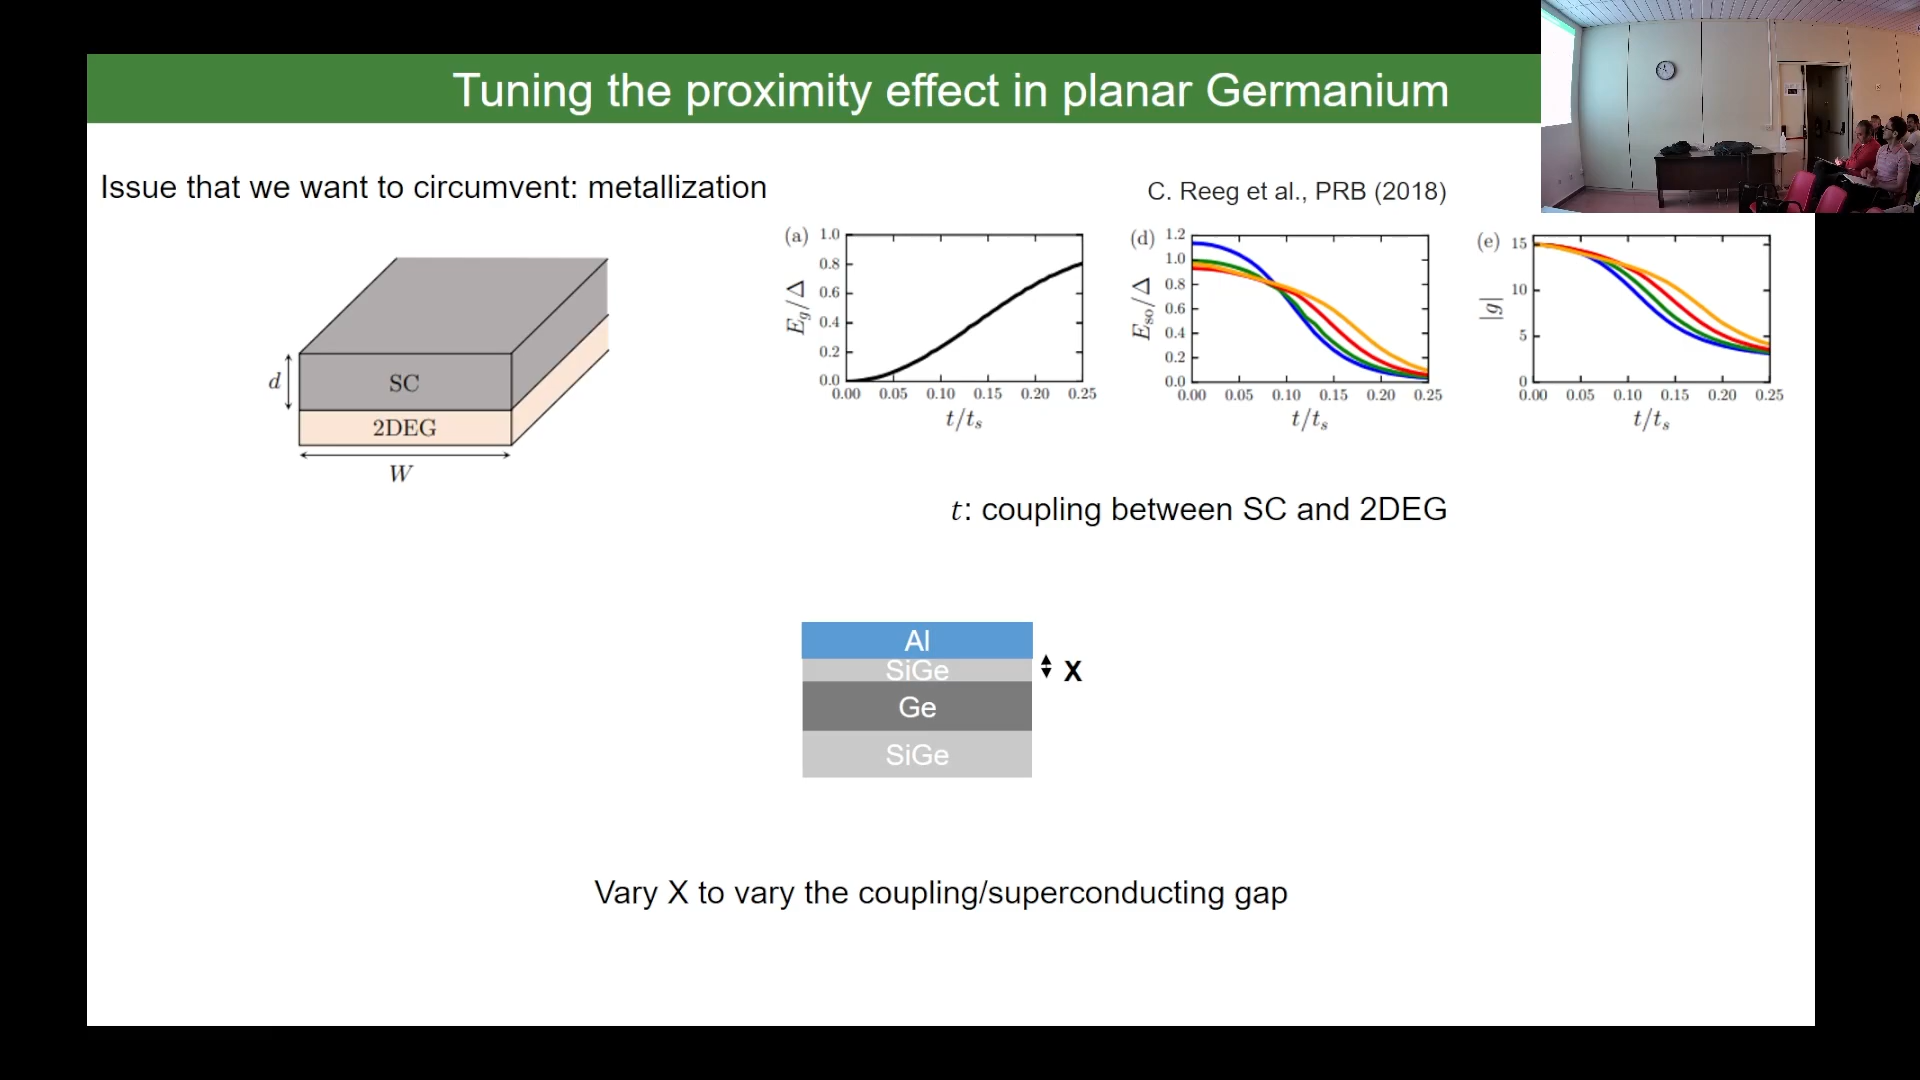 Tuning the proximity effect in planar Germanium
Issue that we want to circumvent: metallization
C. Reeg et al., PRB (2018)
d
SC
2DEG
W
(a)
E_g/Δ
1.0
0.8
0.6
0.4
0.2
0.0
0.00 0.05 0.10 0.15 0.20 0.25
t/t_s
(d)
E_so/Δ
1.2
1.0
0.8
0.6
0.4
0.2
0.0
0.00 0.05 0.10 0.15 0.20 0.25
t/t_s
(e)
|g|
15
10
5
0
0.00 0.05 0.10 0.15 0.20 0.25
t/t_s
t: coupling between SC and 2DEG
Al
SiGe
X
Ge
SiGe
Vary X to vary the coupling/superconducting gap